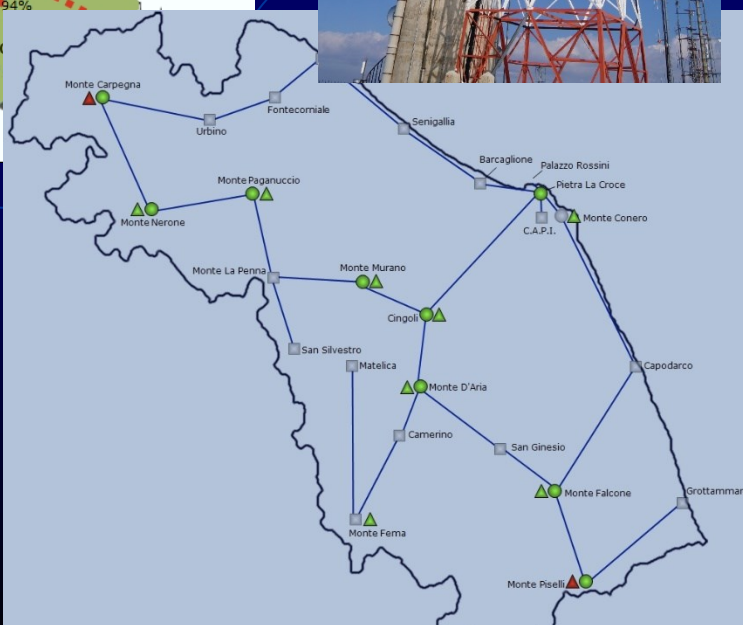 94%
Monte Carpegna
Fontecorniale
Urbino
Senigallia
Barcaglione
Palazzo Rossini
Pietra La Croce
Monte Paganuccio
Monte Nerone
C.A.P.I.
Monte Conero
Monte La Penna
Monte Murano
Cingoli
San Silvestro
Matelica
Capodarco
Monte D'Aria
Camerino
San Ginesio
Monte Falcone
Grottammar
Monte Fema
Monte Piselli